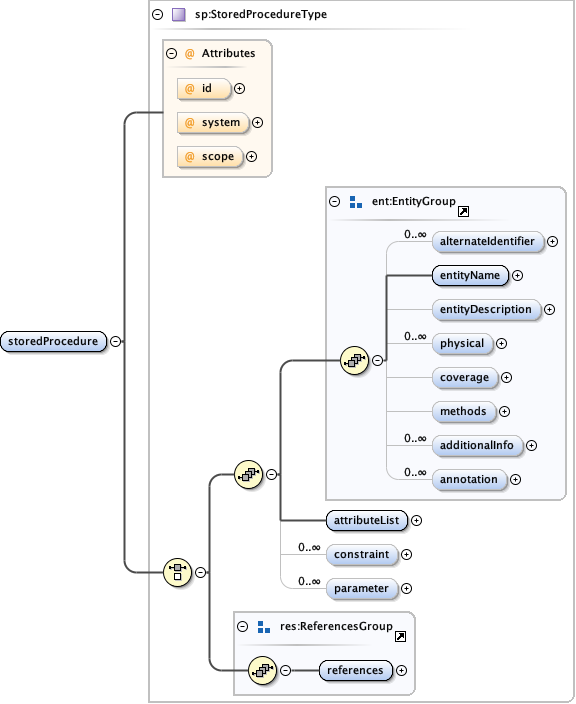 sp:StoredProcedureType
@ Attributes
@ id
@ system
@ scope
ent:EntityGroup
0..∞
alternateIdentifier
entityName
entityDescription
0..∞
physical
coverage
methods
0..∞
additionalInfo
0..∞
annotation
storedProcedure
attributeList
0..∞
constraint
0..∞
parameter
res:ReferencesGroup
references